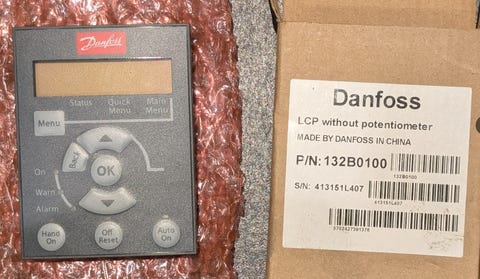 Danfoss
Status Quick Menu Main Menu
Menu
Back
OK
On
Warn.
Alarm
Hand On
Off Reset
Auto On
Danfoss
LCP without potentiometer
MADE BY DANFOSS IN CHINA
P/N: 132B0100
132B0100
S/N: 413151L407
413151L407